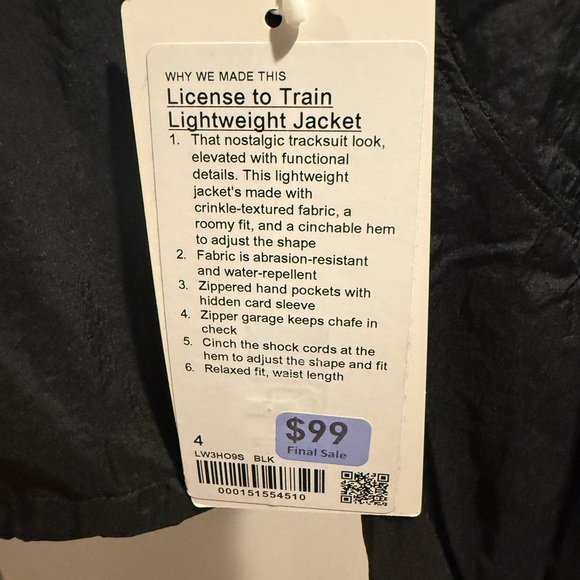 WHY WE MADE THIS
License to Train
Lightweight Jacket
1. That nostalgic tracksuit look,
elevated with functional
details. This lightweight
jacket's made with
crinkle-textured fabric, a
roomy fit, and a cinchable hem
to adjust the shape
2. Fabric is abrasion-resistant
and water-repellent
3. Zippered hand pockets with
hidden card sleeve
4. Zipper garage keeps chafe in
check
5. Cinch the shock cords at the
hem to adjust the shape and fit
6. Relaxed fit, waist length
$99
Final Sale
4
LW3HO9S BLK
000151554510